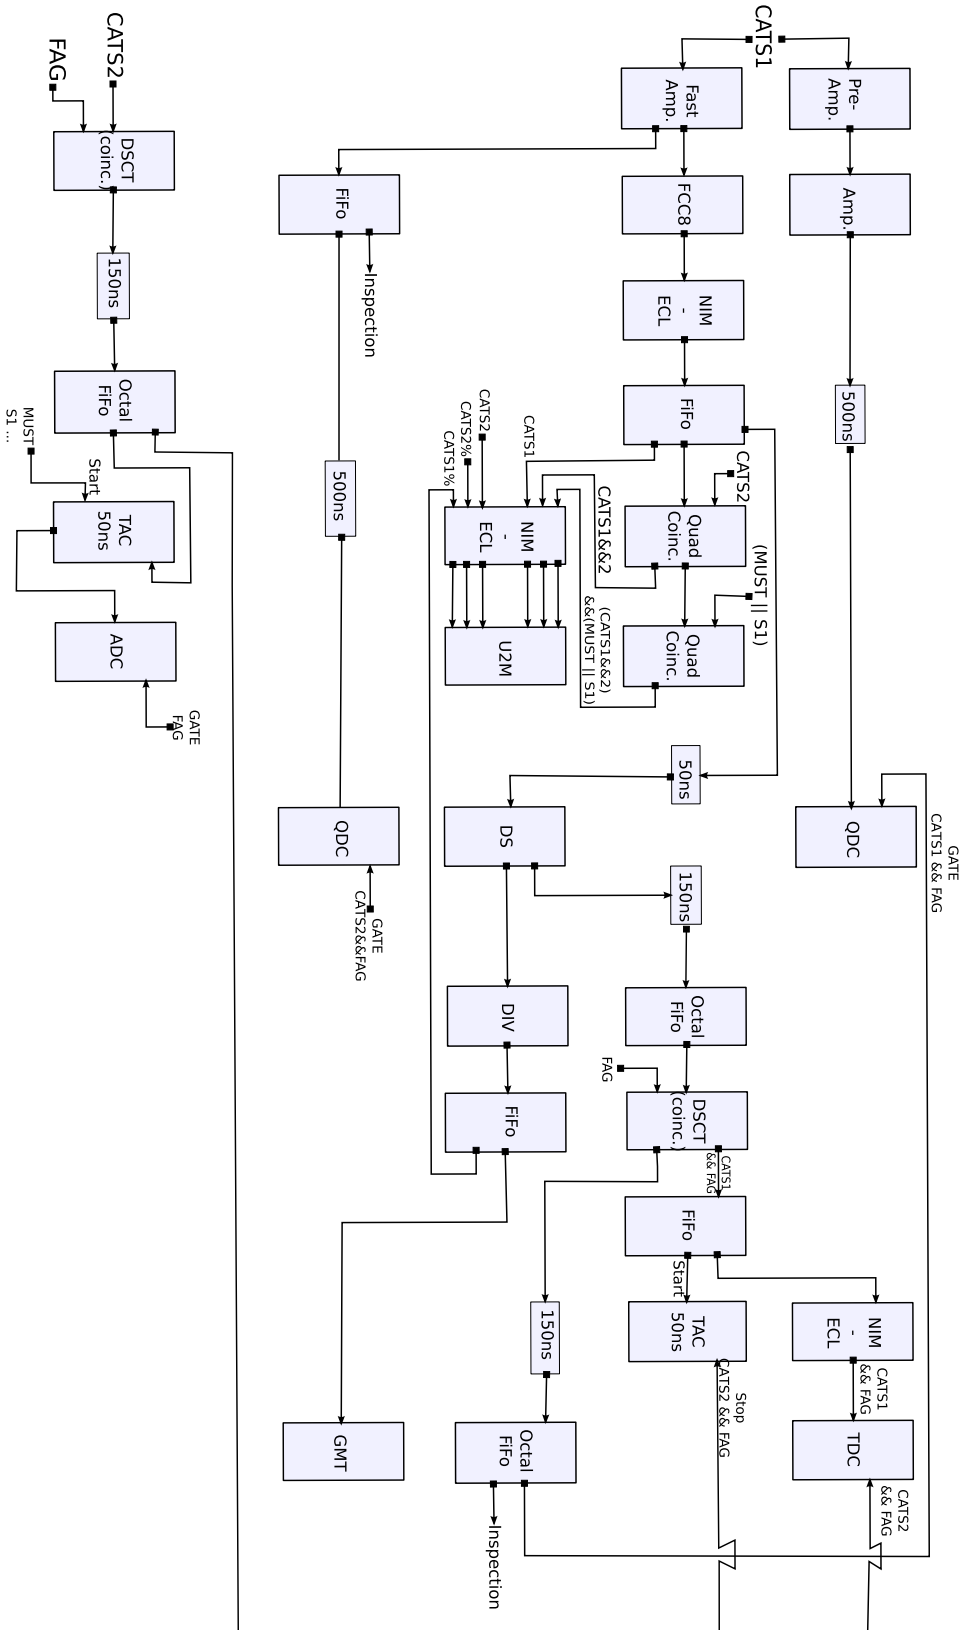 CATS1
Pre-
Amp.
Amp.
500ns
QDC
GATE
CATS1 && FAG
Fast
Amp.
FCC8
NIM
-
ECL
FiFo
CATS2
Quad
Coinc.
(MUST || S1)
Quad
Coinc.
CATS1&&2
(CATS1&&2)
&&(MUST || S1)
50ns
150ns
Octal
FiFo
FAG
DSCT
(coinc.)
CATS1
&& FAG
FiFo
Start
TAC
50ns
Stop
CATS2 && FAG
NIM
-
ECL
CATS1
&& FAG
TDC
CATS2
&& FAG
CATS1
CATS2
CATS2%
CATS1%
NIM
-
ECL
U2M
DS
DIV
FiFo
150ns
Octal
FiFo
Inspection
FiFo
Inspection
500ns
QDC
GATE
CATS2&&FAG
GMT
CATS2
FAG
DSCT
(coinc.)
150ns
Octal
FiFo
MUST
S1 ...
Start
TAC
50ns
ADC
GATE
FAG